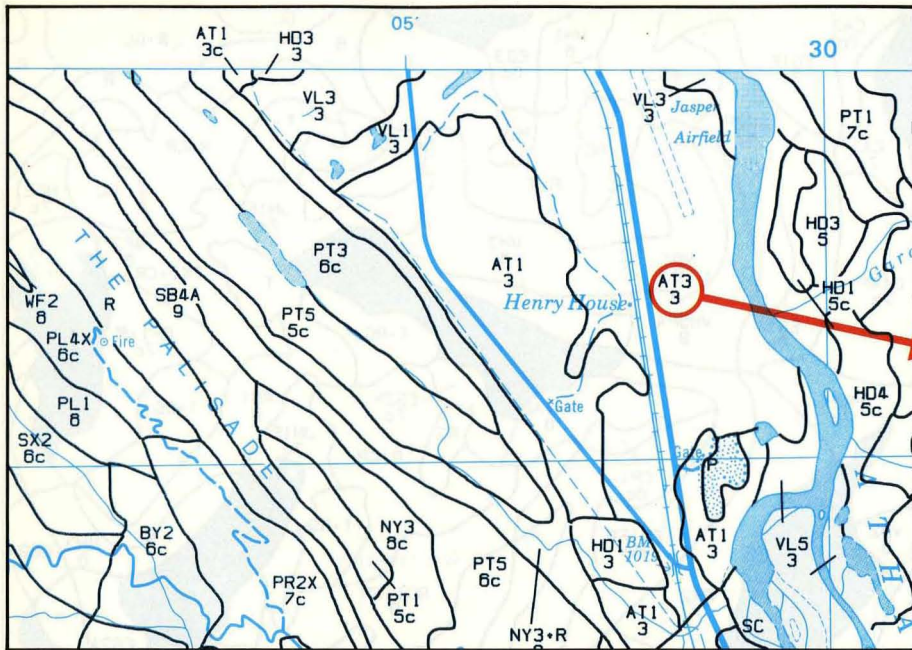 05'
30
AT1
3c
HD3
3
VL3
3
VL1
3
VL3
3
Jasper
Airfield
PT1
7c
HD3
5
PT3
6c
AT1
3
AT3
3
HD1
5c
Henry House
WF2
8
R
SB4A
9
PT5
5c
PL4X
6c
Fire
THE PALISADE
PL1
8
HD4
5c
Gate
SX2
6c
Gate
P
BY2
6c
NY3
8c
PT5
6c
HD1
3
BM
1019
AT1
3
VL5
3
PR2X
7c
PT1
5c
NY3+R
AT1
3
SC